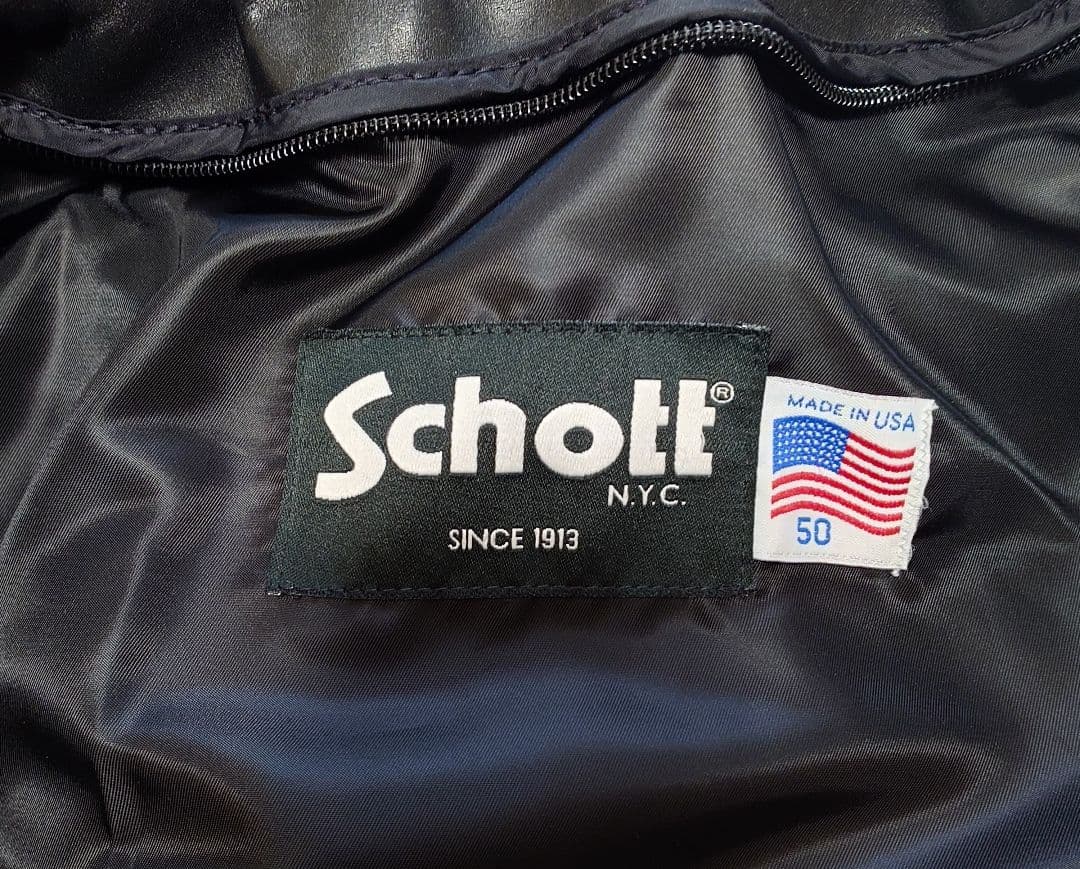 Schott®
N.Y.C.
SINCE 1913
MADE IN USA
50